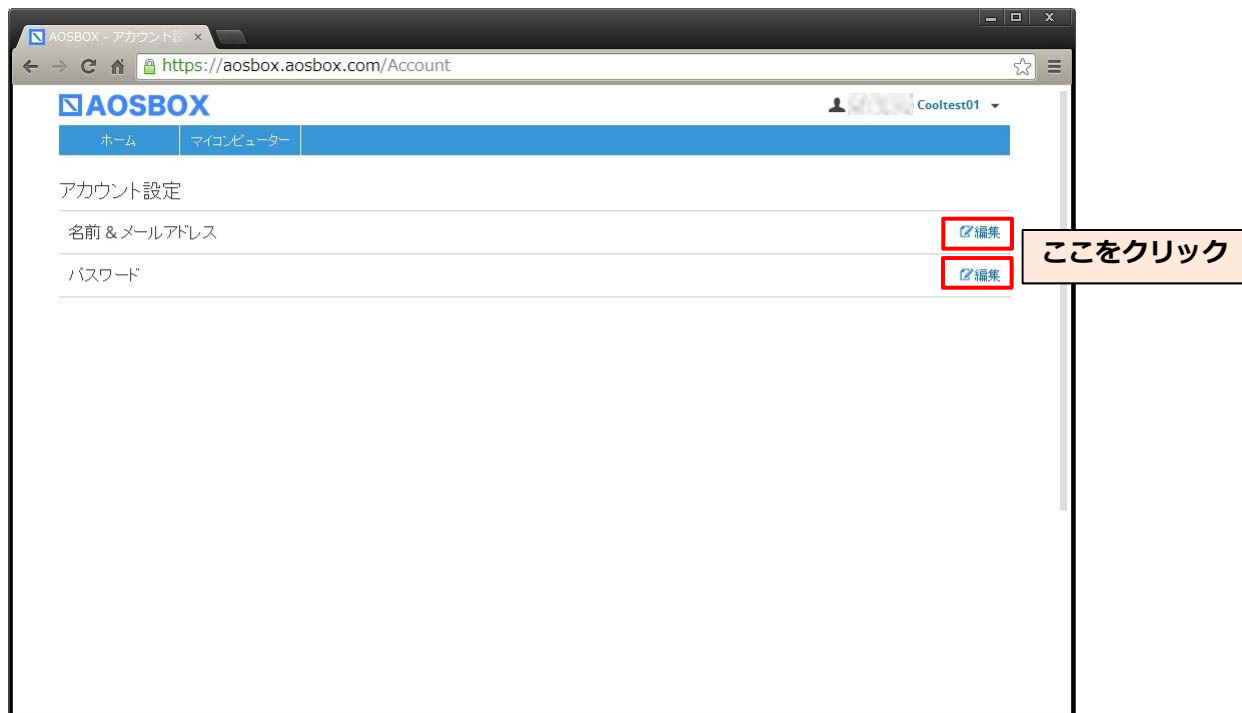 AOSBOX - アカウント設
https://aosbox.aosbox.com/Account
AOSBOX
Cooltest01
ホーム
マイコンピューター
アカウント設定
名前 & メールアドレス
編集
パスワード
編集
ここをクリック